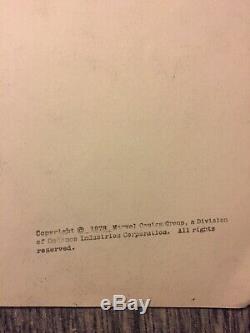 Copyright © 1978 Marvel Comics Group, a Division
of Cadence Industries Corporation. All rights
reserved.